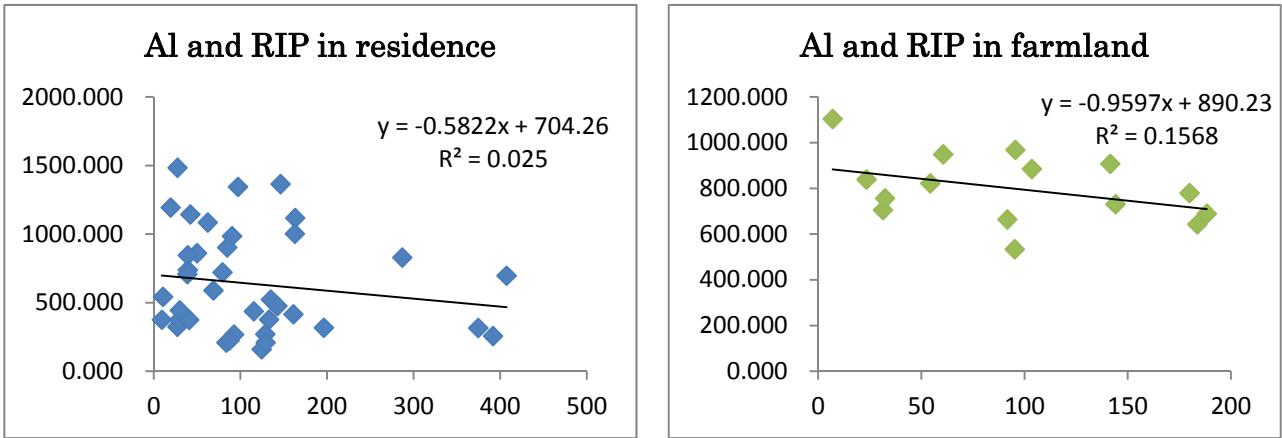 Al and RIP in residence
2000.000
1500.000
1000.000
500.000
0.000
y = -0.5822x + 704.26
R² = 0.025
0 100 200 300 400 500
Al and RIP in farmland
1200.000
1000.000
800.000
600.000
400.000
200.000
0.000
y = -0.9597x + 890.23
R² = 0.1568
0 50 100 150 200